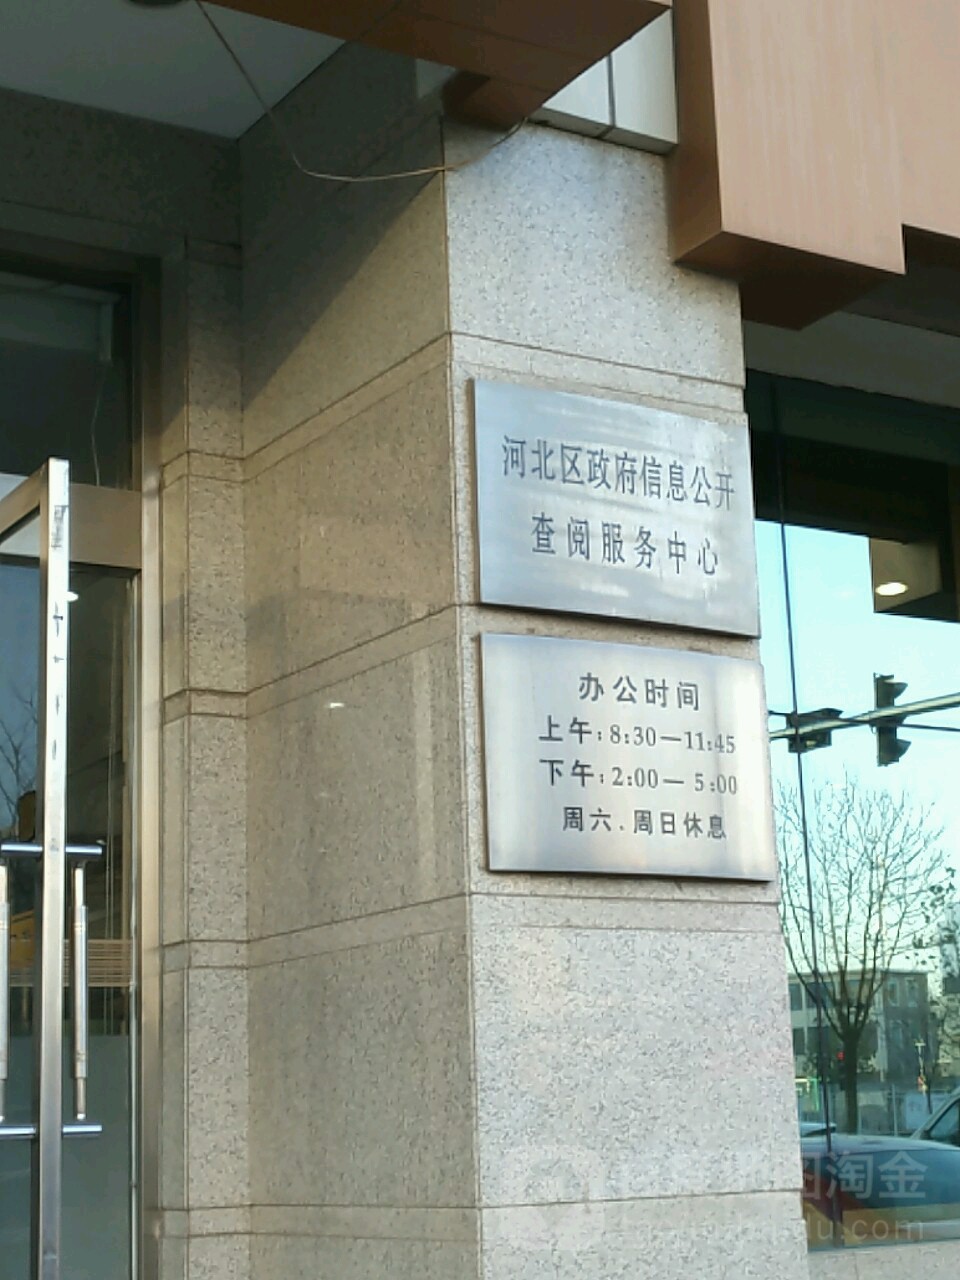 河北区政府信息公开
查阅服务中心
办公时间
上午:8:30—11:45
下午:2:00— 5:00
周六.周日休息
淘金